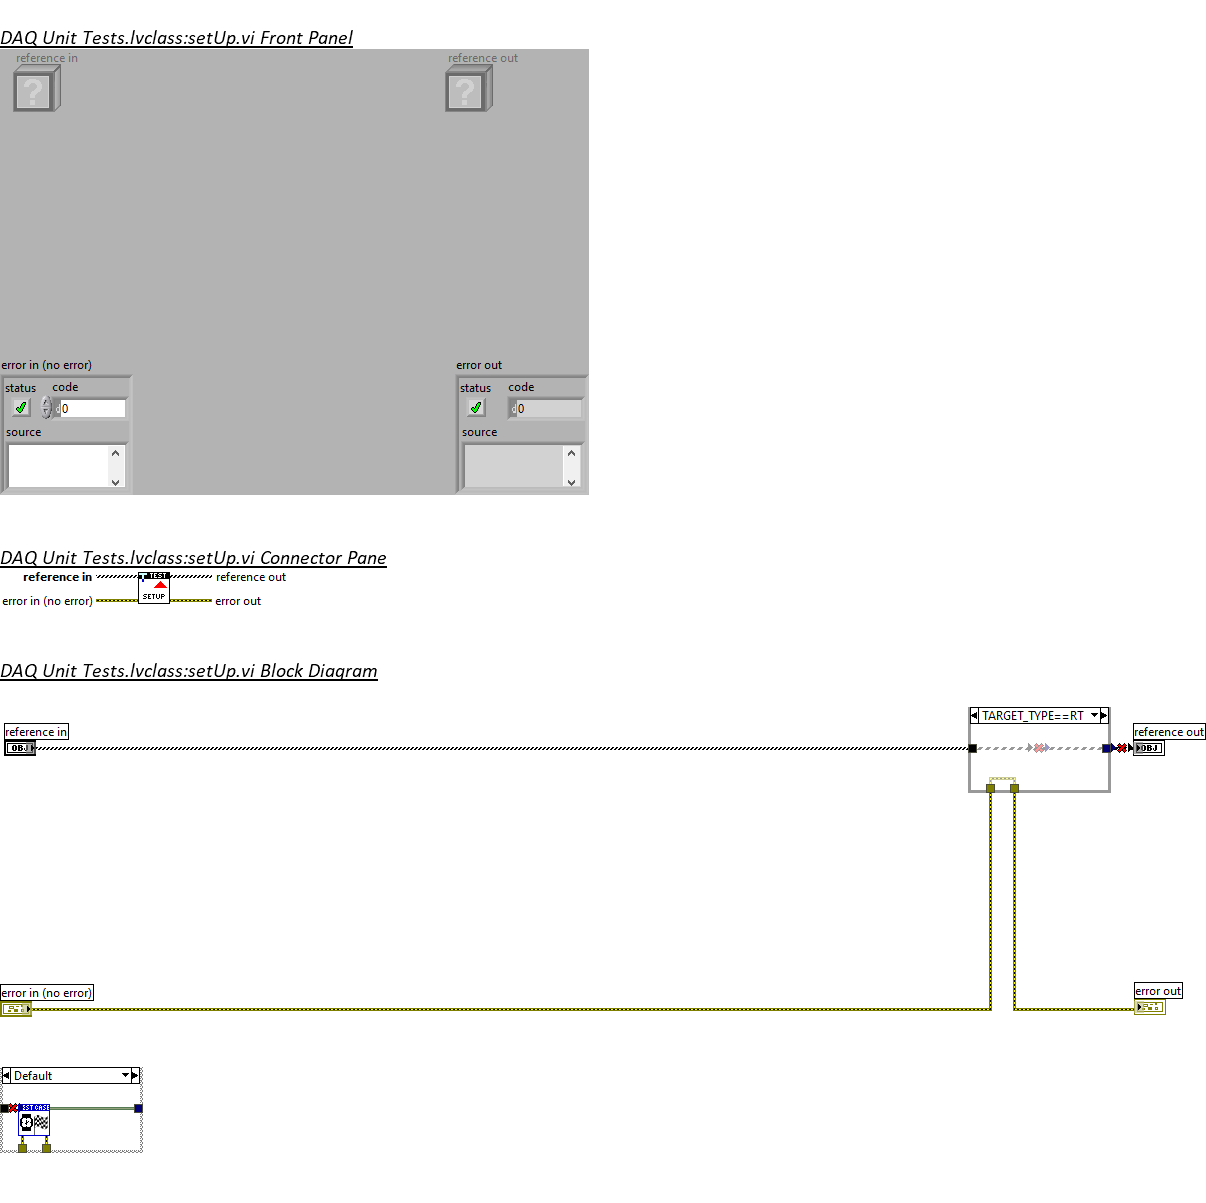 DAQ Unit Tests.lvclass:setUp.vi Front Panel
reference in
reference out
?
?
error in (no error)
error out
status
code
status
code
d 0
d 0
source
source
DAQ Unit Tests.lvclass:setUp.vi Connector Pane
reference in
TEST
reference out
error in (no error)
SETUP
error out
DAQ Unit Tests.lvclass:setUp.vi Block Diagram
TARGET_TYPE==RT
reference in
reference out
OBJ
OBJ
error in (no error)
error out
Default
EST CASE